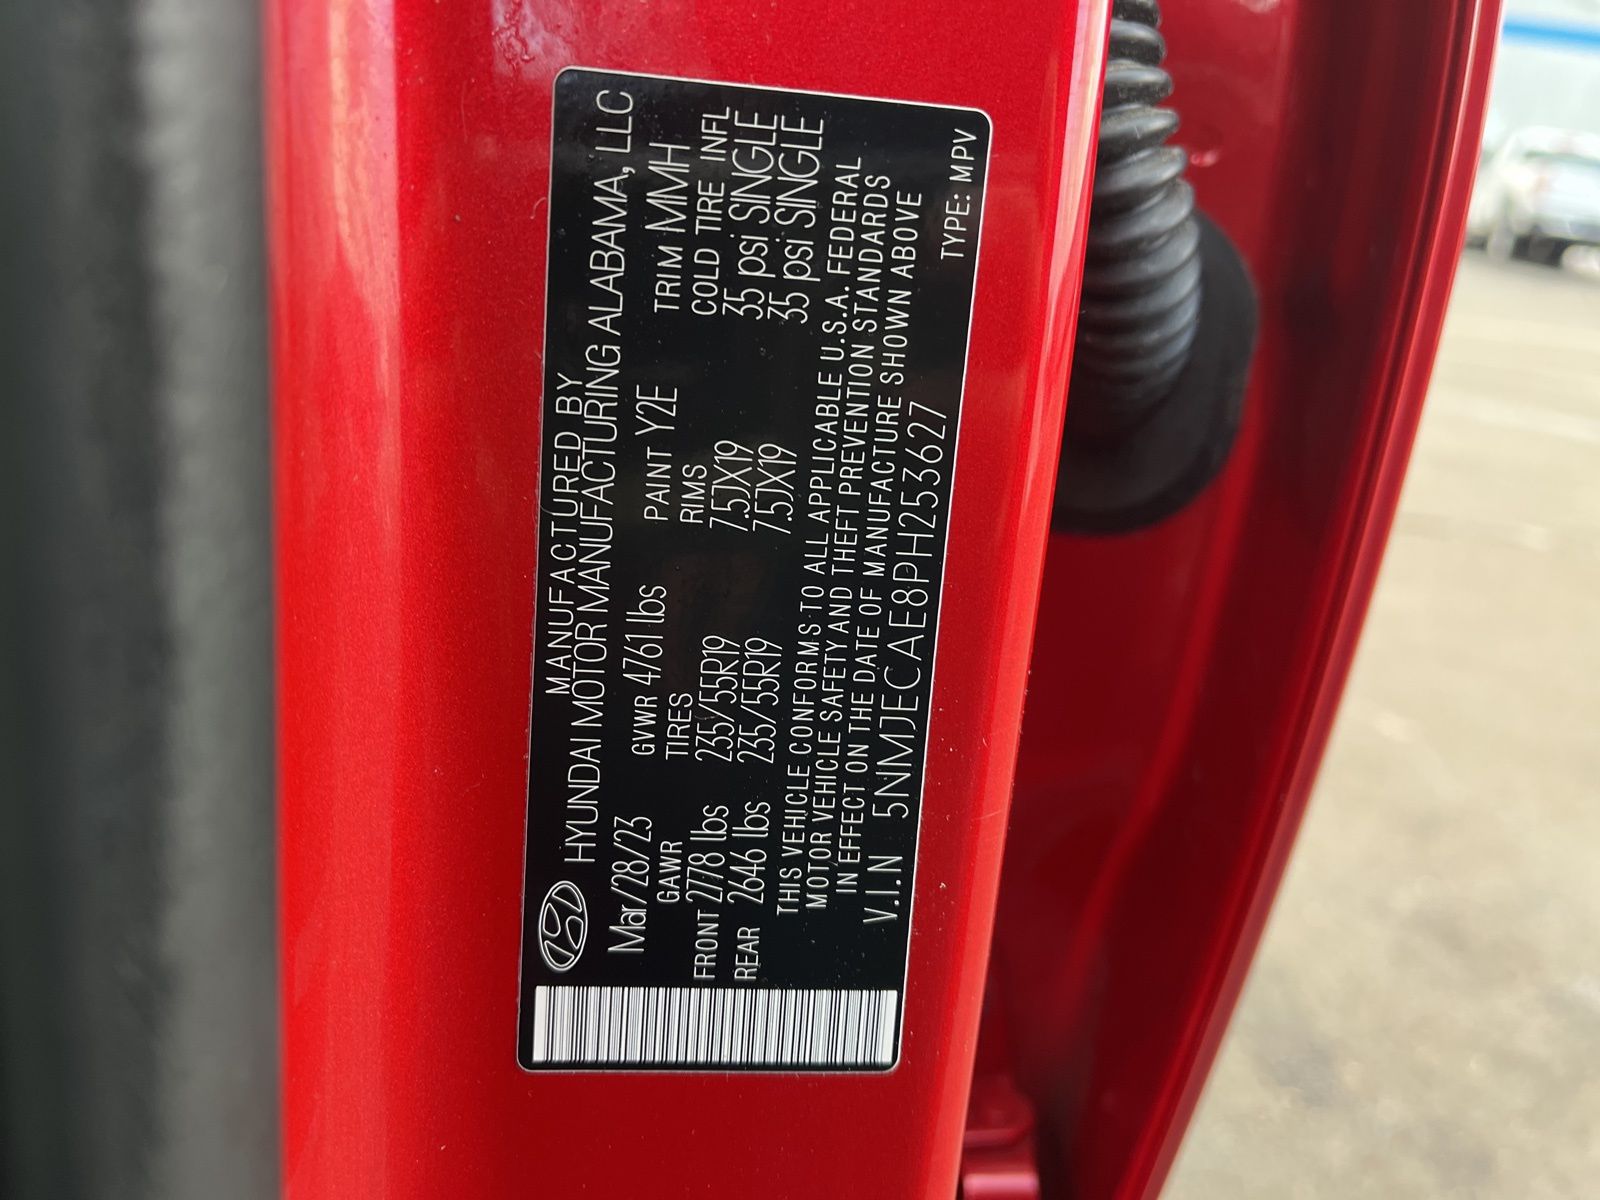 MANUFACTURED BY
HYUNDAI MOTOR MANUFACTURING ALABAMA, LLC
Mar/28/23 GWWR 4761 lbs PAINT Y2E TRIM MMH
GAWR TIRES RIMS COLD TIRE INFL
FRONT 2778 lbs 235/55R19 7.5JX19 35 psi SINGLE
REAR 2646 lbs 235/55R19 7.5JX19 35 psi SINGLE
THIS VEHICLE CONFORMS TO ALL APPLICABLE U.S.A. FEDERAL
MOTOR VEHICLE SAFETY AND THEFT PREVENTION STANDARDS
IN EFFECT ON THE DATE OF MANUFACTURE SHOWN ABOVE
V.I.N 5NMJECAE8PH253627 TYPE: MPV